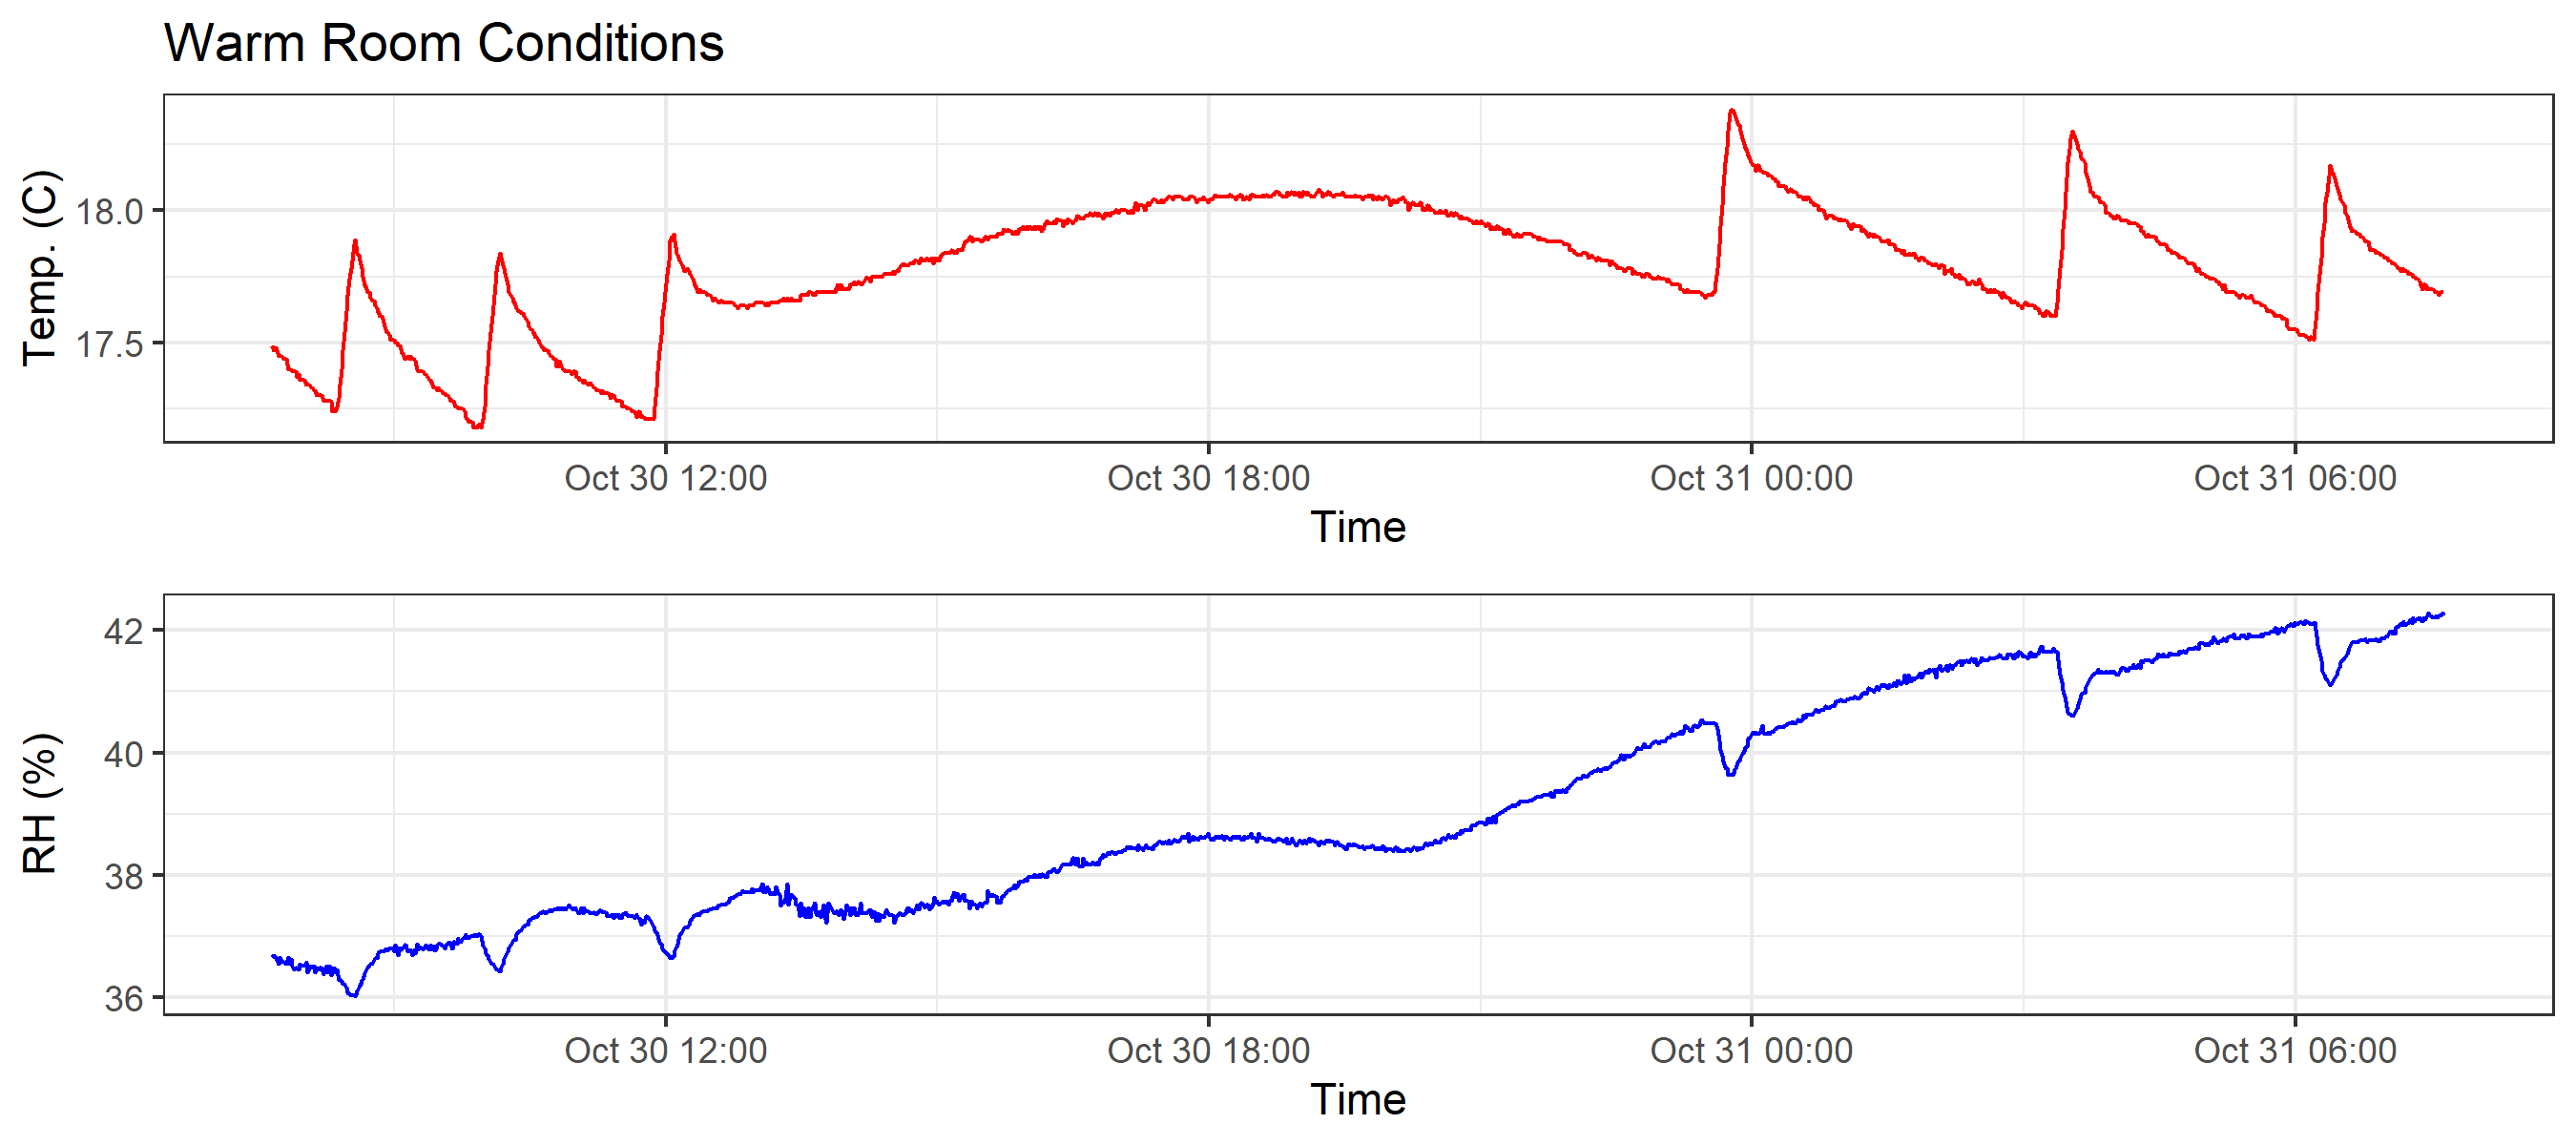 Warm Room Conditions
Temp. (C)
18.0
17.5
Oct 30 12:00 Oct 30 18:00 Oct 31 00:00 Oct 31 06:00
Time
RH (%)
42
40
38
36
Oct 30 12:00 Oct 30 18:00 Oct 31 00:00 Oct 31 06:00
Time